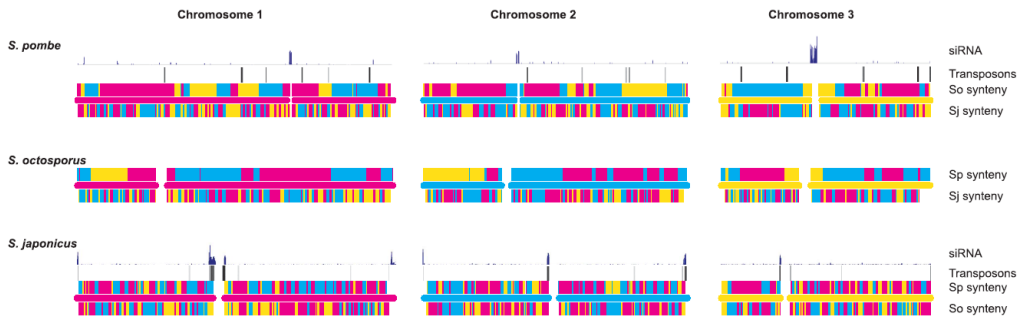 Chromosome 1 Chromosome 2 Chromosome 3
S. pombe
siRNA
Transposons
So synteny
Sj synteny
S. octosporus
Sp synteny
Sj synteny
S. japonicus
siRNA
Transposons
Sp synteny
So synteny